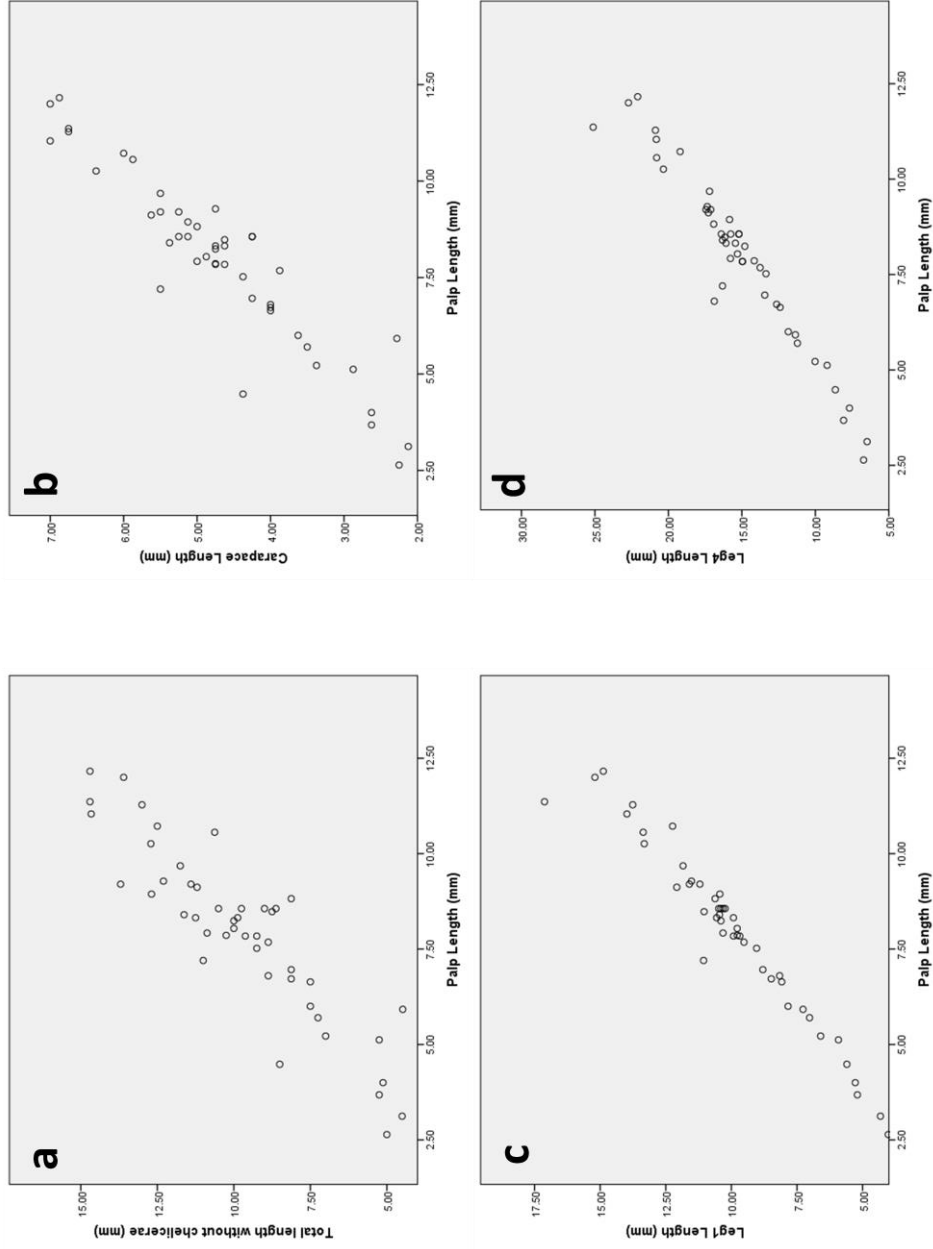 a
Total length without chelicerae (mm)
15.00
12.50
10.00
7.50
5.00
2.50 5.00 7.50 10.00 12.50
Palp Length (mm)
b
Carapace Length (mm)
7.00
6.00
5.00
4.00
3.00
2.00
2.50 5.00 7.50 10.00 12.50
Palp Length (mm)
c
Leg1 Length (mm)
17.50
15.00
12.50
10.00
7.50
5.00
2.50 5.00 7.50 10.00 12.50
Palp Length (mm)
d
Leg4 Length (mm)
30.00
25.00
20.00
15.00
10.00
5.00
2.50 5.00 7.50 10.00 12.50
Palp Length (mm)